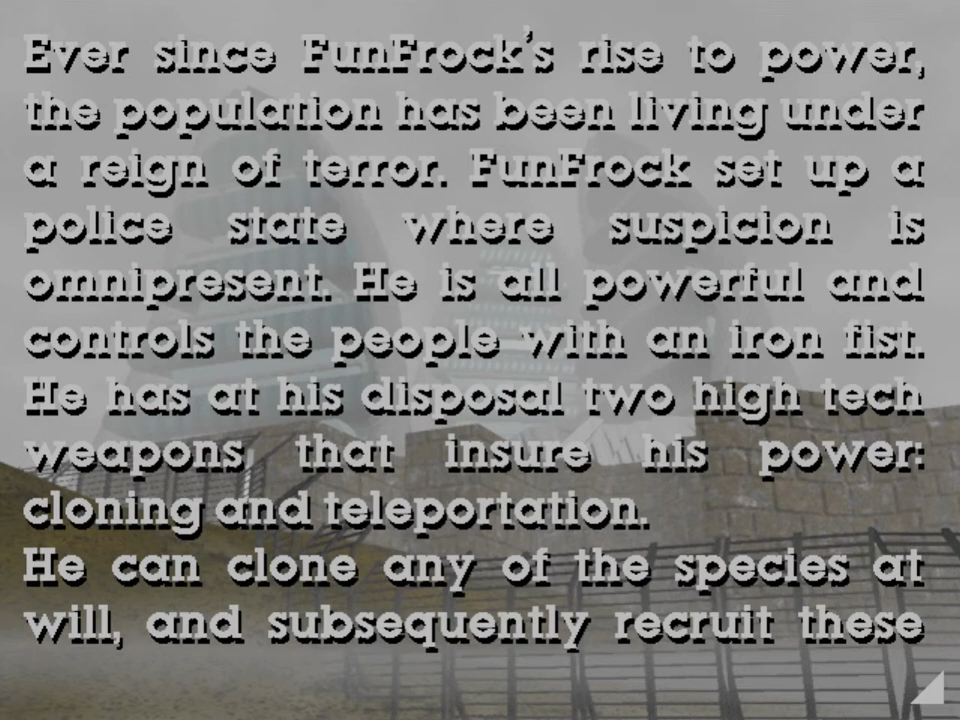 Ever since FunFrock's rise to power,
the population has been living under
a reign of terror. FunFrock set up a
police state where suspicion is
omnipresent. He is all powerful and
controls the people with an iron fist.
He has at his disposal two high tech
weapons that insure his power:
cloning and teleportation.
He can clone any of the species at
will, and subsequently recruit these